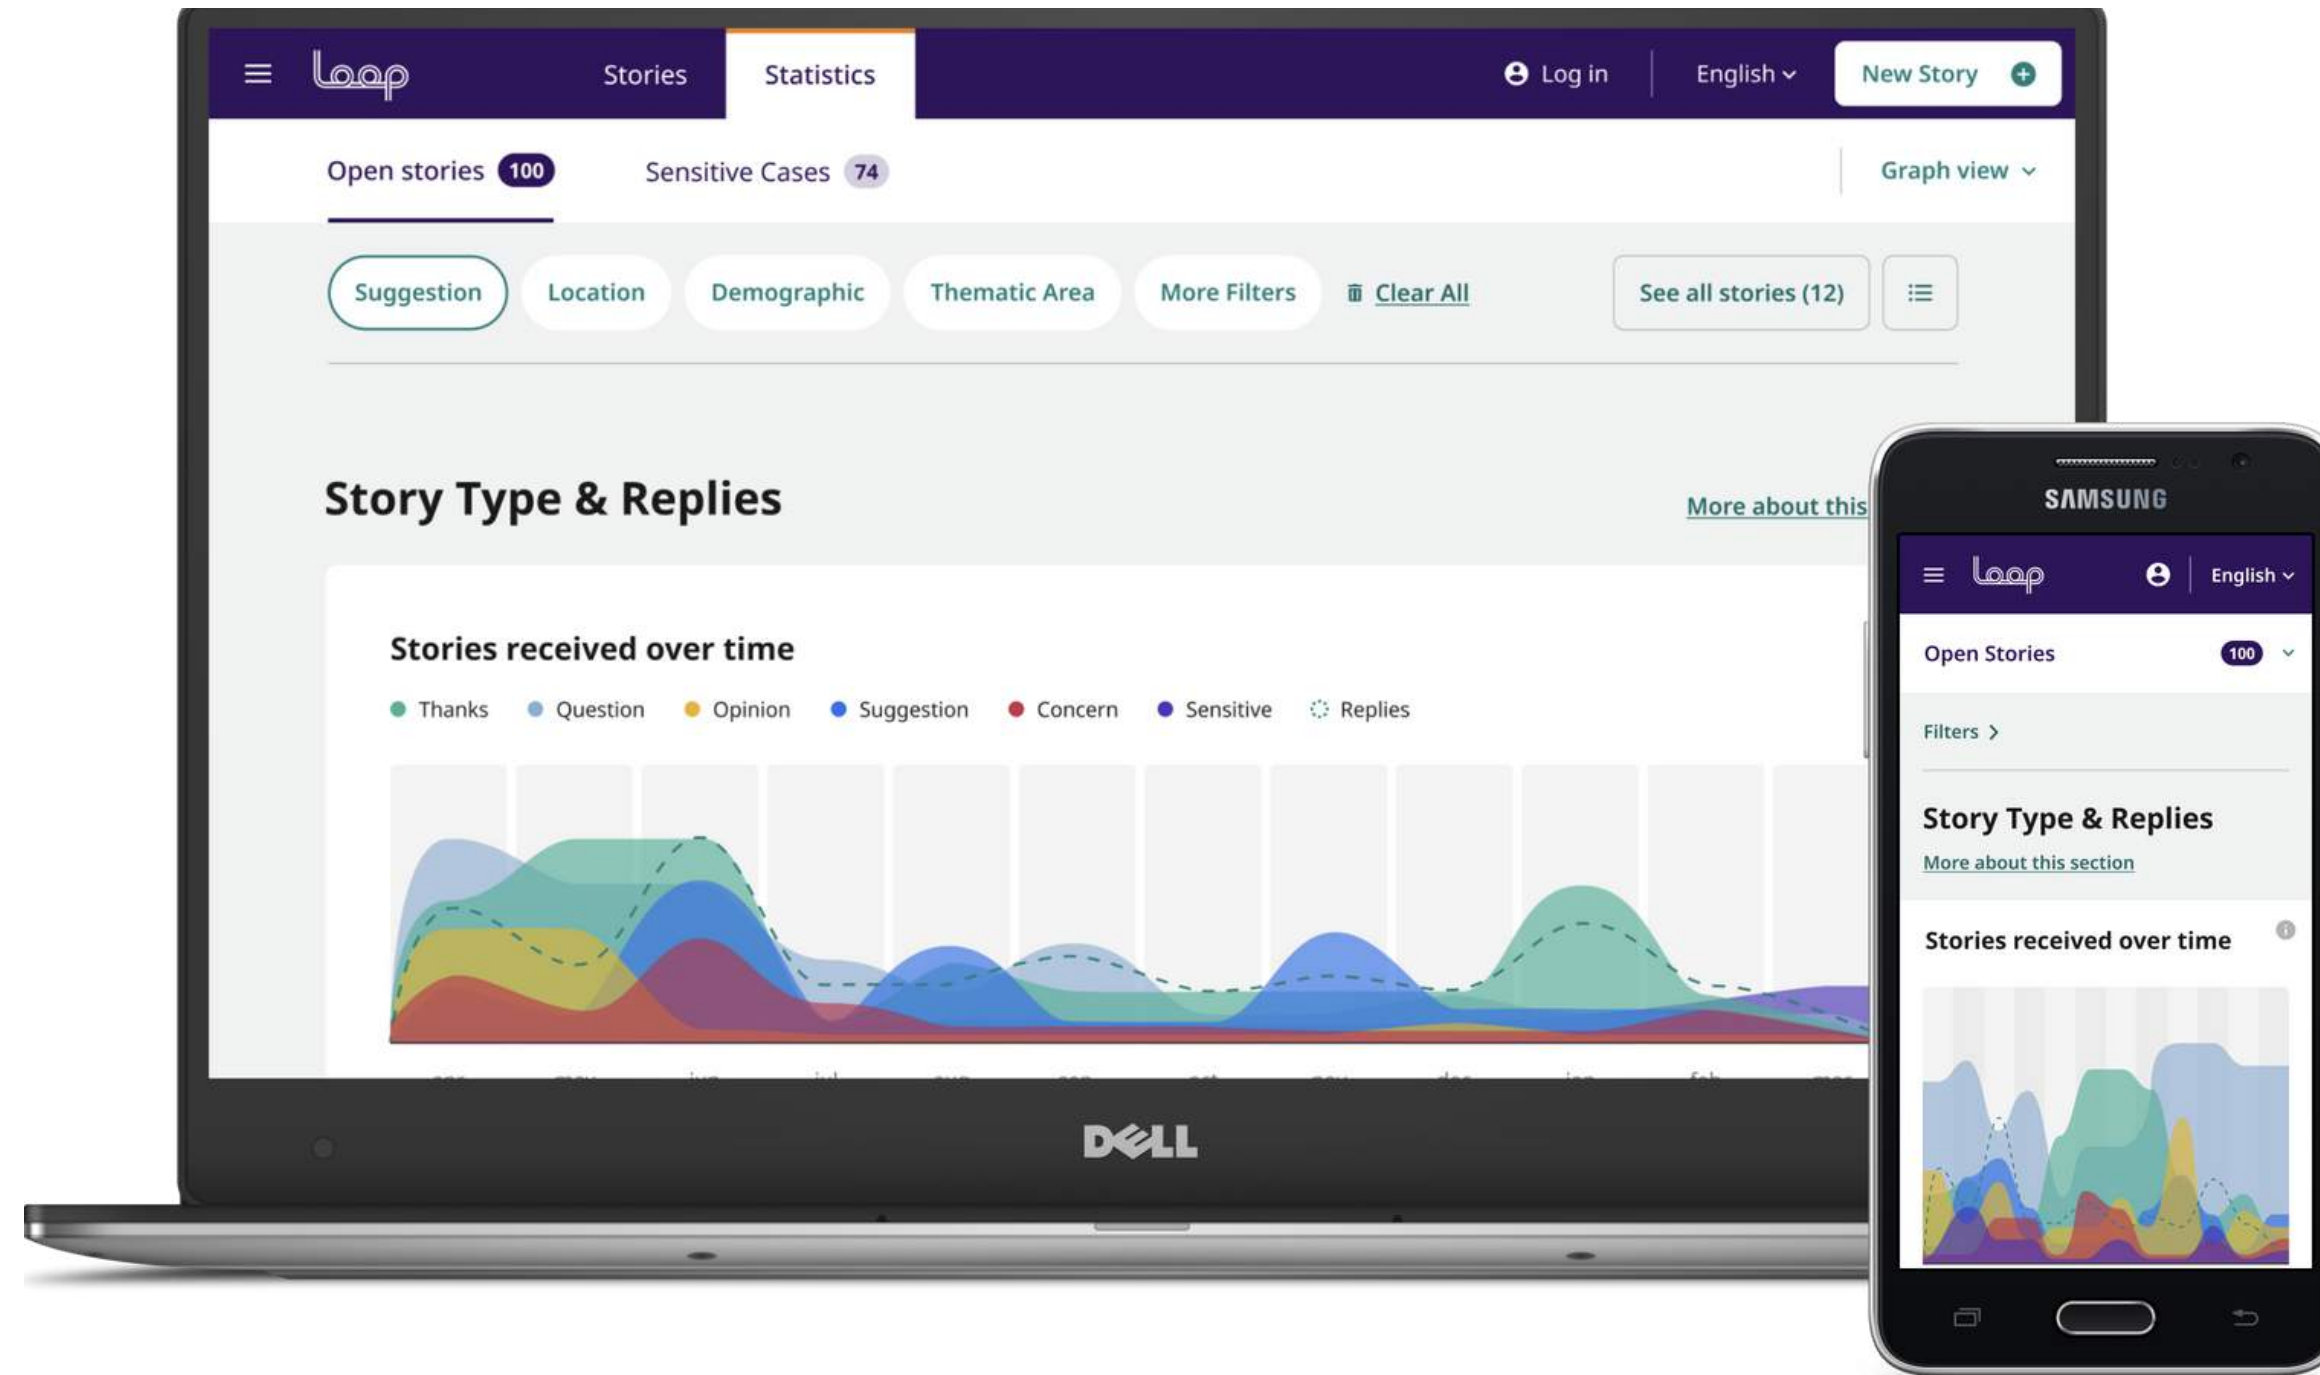 Loop
Stories
Statistics
Log in
English
New Story
Open stories 100
Sensitive Cases 74
Graph view
Suggestion
Location
Demographic
Thematic Area
More Filters
Clear All
See all stories (12)
Story Type & Replies
More about this
Stories received over time
Thanks
Question
Opinion
Suggestion
Concern
Sensitive
Replies
DELL
SAMSUNG
Loop
English
Open Stories
100
Filters >
Story Type & Replies
More about this section
Stories received over time